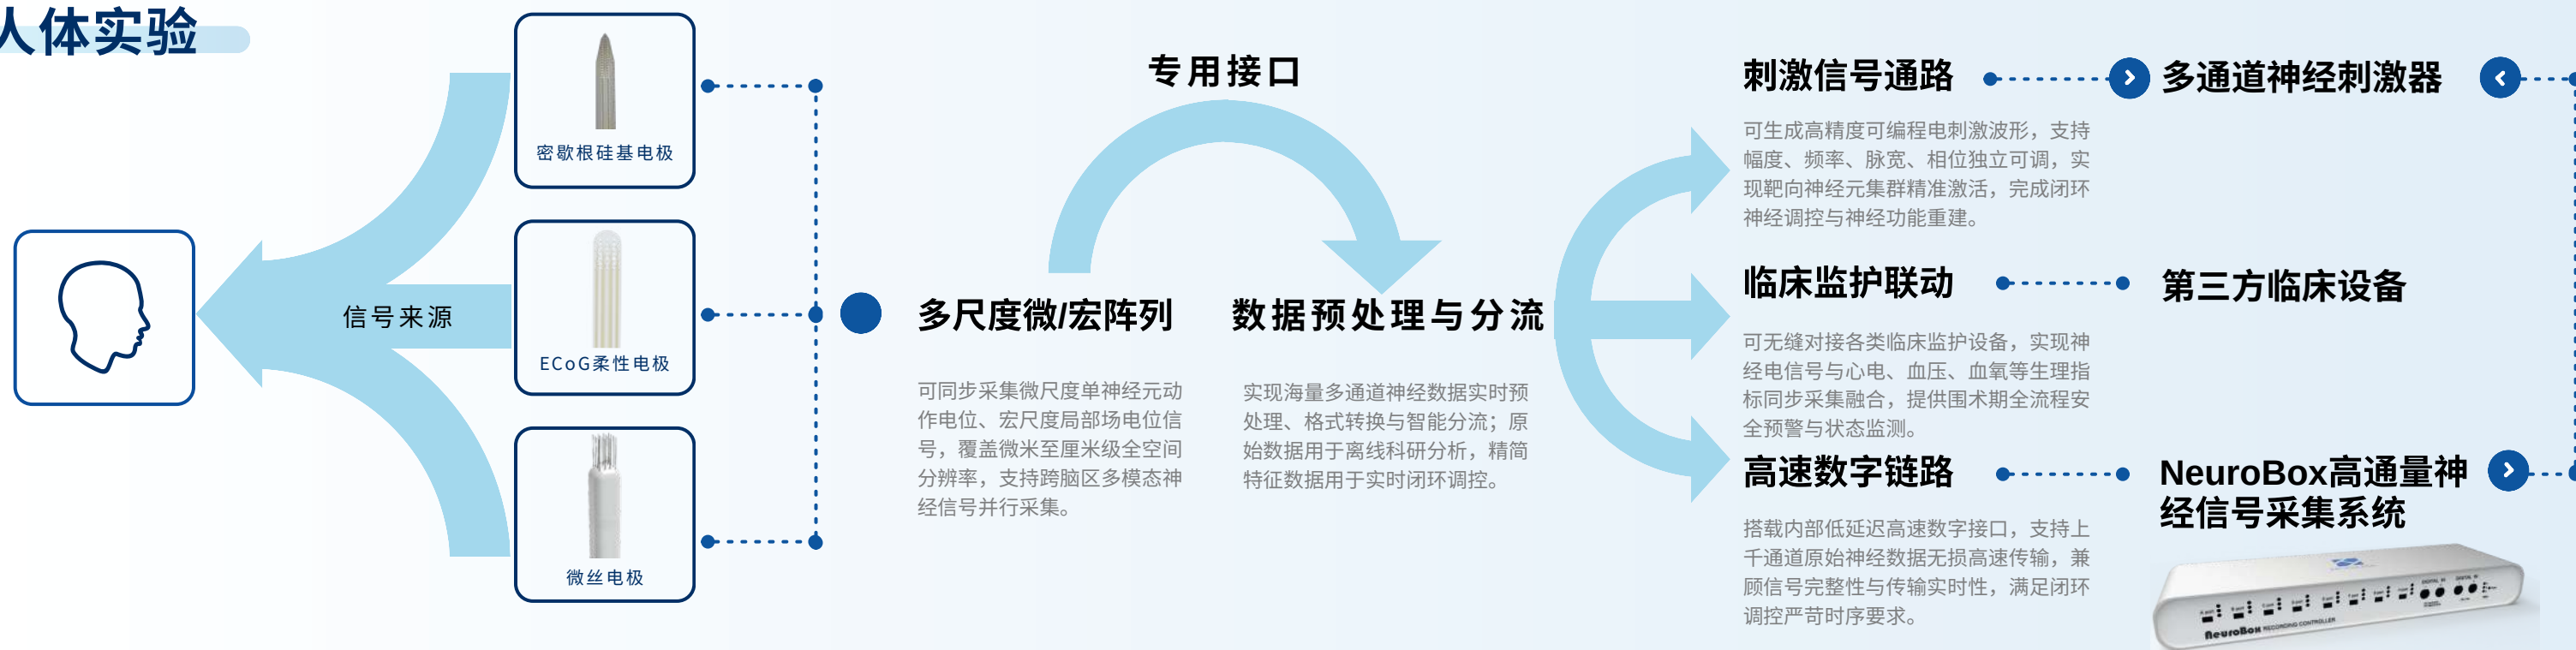 人体实验
密歇根硅基电极
信号来源
ECoG柔性电极
微丝电极
专用接口
多尺度微/宏阵列
可同步采集微尺度单神经元动
作电位、宏尺度局部场电位信
号，覆盖微米至厘米级全空间
分辨率，支持跨脑区多模态神
经信号并行采集。
数据预处理与分流
实现海量多通道神经数据实时预
处理、格式转换与智能分流；原
始数据用于离线科研分析，精简
特征数据用于实时闭环调控。
刺激信号通路
多通道神经刺激器
可生成高精度可编程电刺激波形，支持
幅度、频率、脉宽、相位独立可调，实
现靶向神经元集群精准激活，完成闭环
神经调控与神经功能重建。
临床监护联动
第三方临床设备
可无缝对接各类临床监护设备，实现神
经电信号与心电、血压、血氧等生理指
标同步采集融合，提供围术期全流程安
全预警与状态监测。
高速数字链路
NeuroBox高通量神
经信号采集系统
搭载内部低延迟高速数字接口，支持上
千通道原始神经数据无损高速传输，兼
顾信号完整性与传输实时性，满足闭环
调控严苛时序要求。
DIGITAL IN
NeuroBox RECORDING CONTROLLER